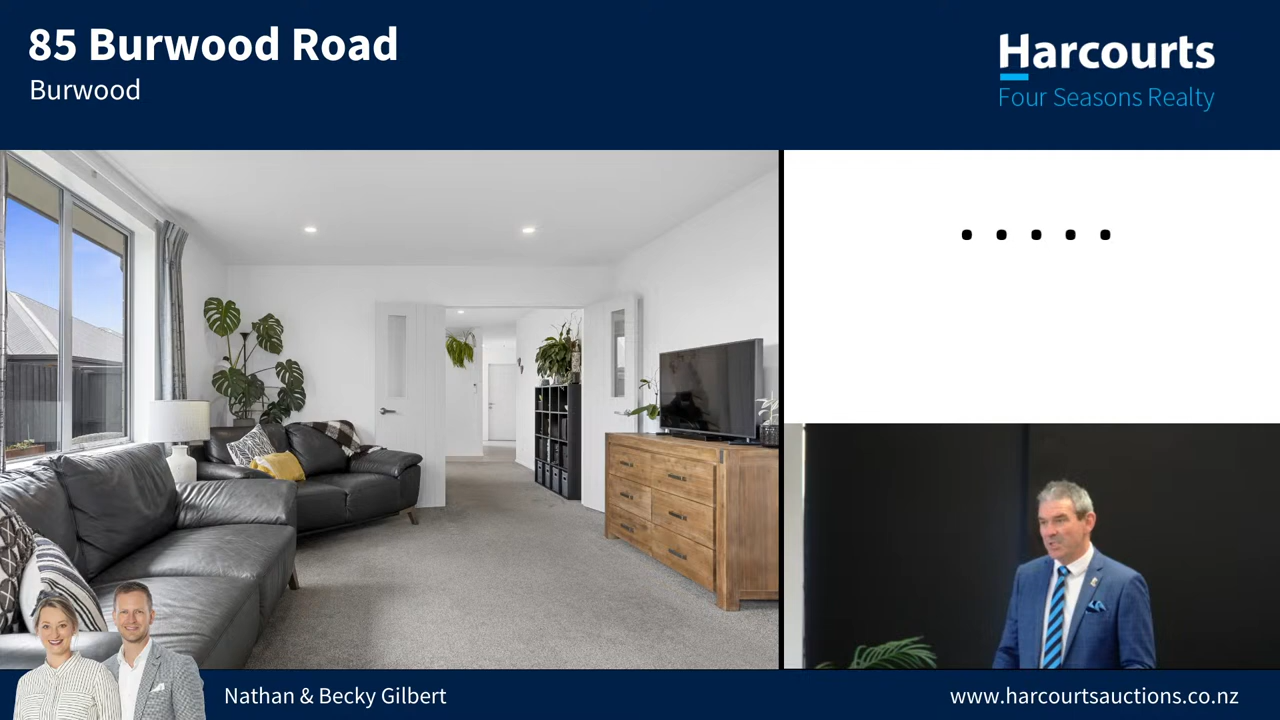 85 Burwood Road
Burwood
Harcourts
Four Seasons Realty
. . . . .
Nathan & Becky Gilbert
www.harcourtsauctions.co.nz